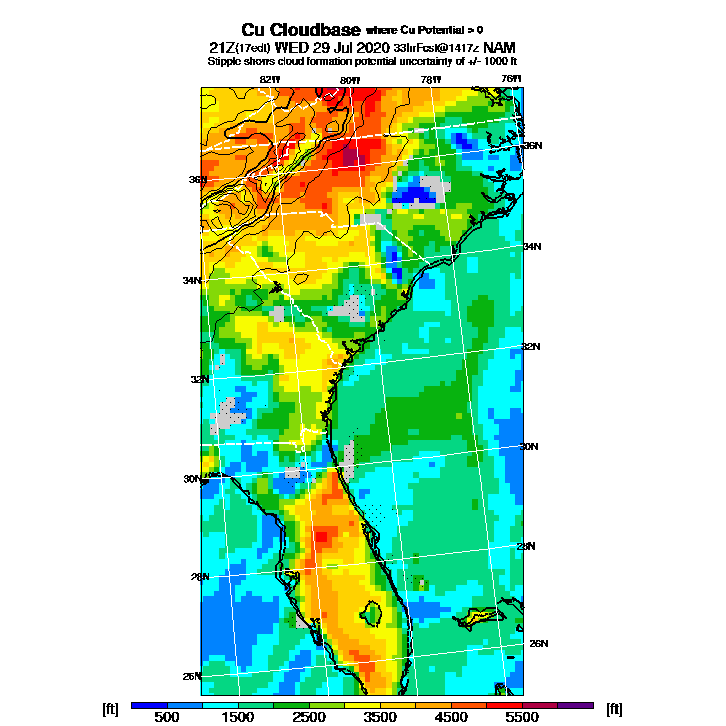 Cu Cloudbase where Cu Potential > 0
21Z(17edt) WED 29 Jul 2020 33hrFcst@1417z NAM
Stipple shows cloud formation potential uncertainty of +/- 1000 ft
82W 80W 78W 76W
36N
36N
34N
34N
32N
32N
30N
30N
28N
28N
26N
26N
[ft] 500 1500 2500 3500 4500 5500 [ft]